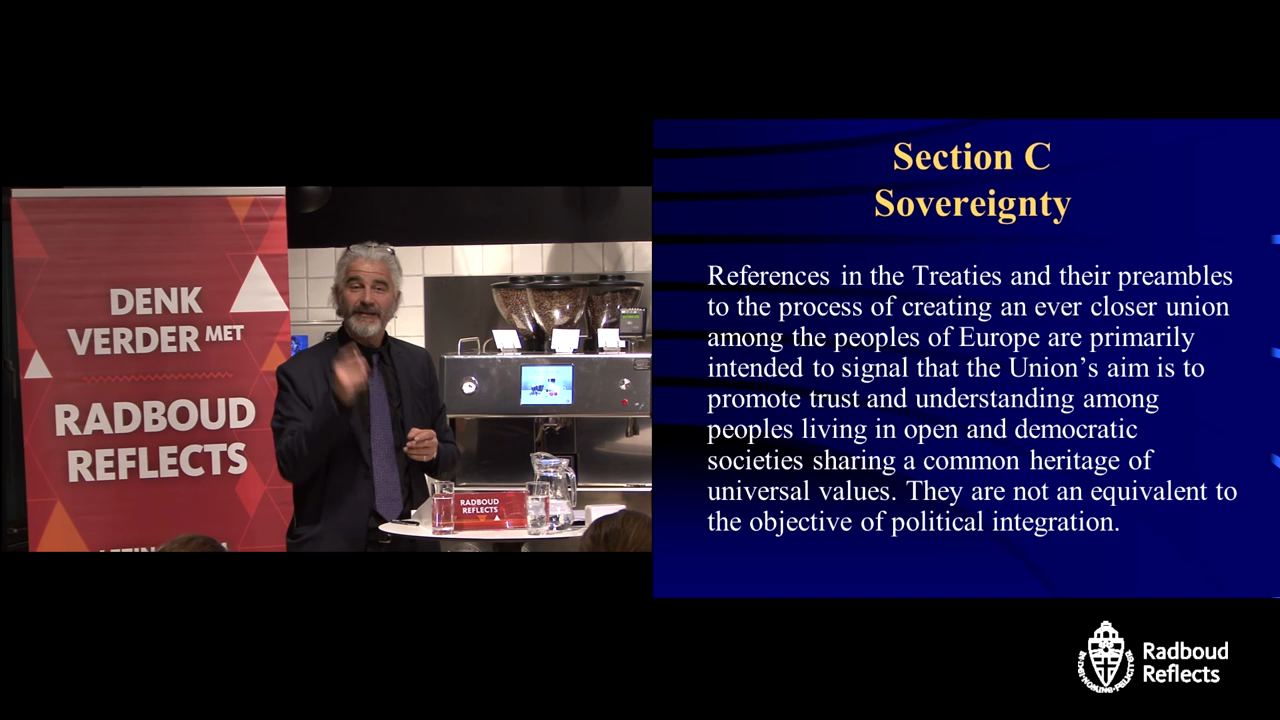 DENK
VERDER MET
RADBOUD
REFLECTS
RADBOUD
REFLECTS
Section C
Sovereignty
References in the Treaties and their preambles
to the process of creating an ever closer union
among the peoples of Europe are primarily
intended to signal that the Union's aim is to
promote trust and understanding among
peoples living in open and democratic
societies sharing a common heritage of
universal values. They are not an equivalent to
the objective of political integration.
Radboud
Reflects